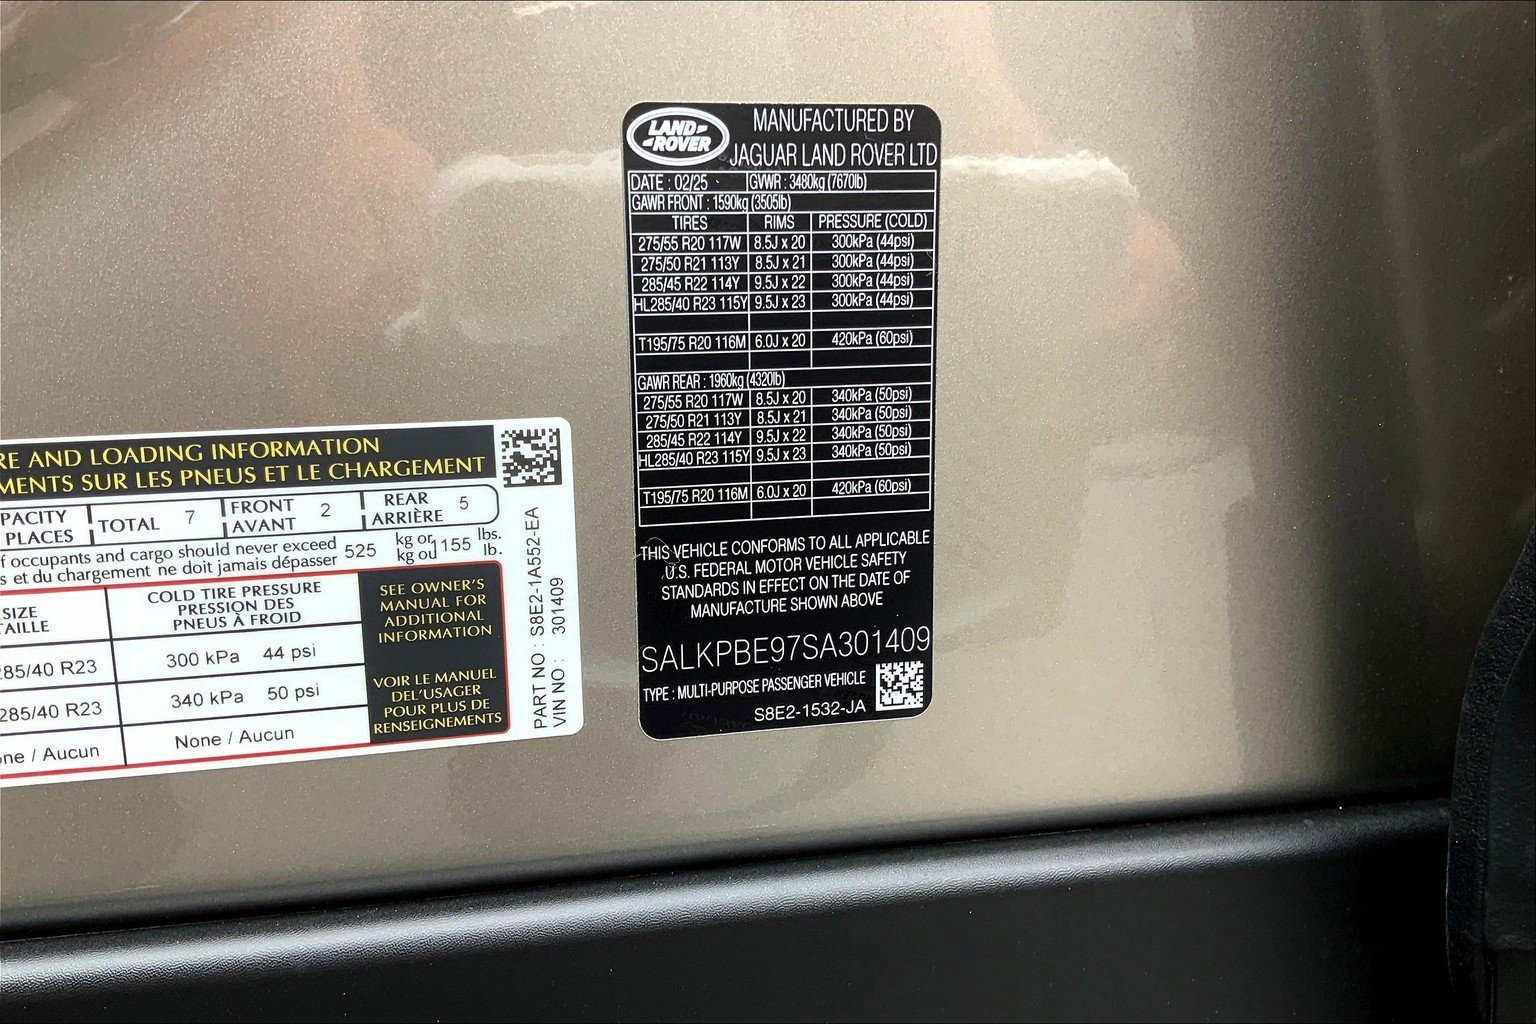 LAND ROVER
MANUFACTURED BY
JAGUAR LAND ROVER LTD
DATE : 02/25 GVWR : 3480kg (7670lb)
GAWR FRONT : 1590kg (3505lb)
TIRES RIMS PRESSURE (COLD)
275/55 R20 117W 8.5J x 20 300kPa (44psi)
275/50 R21 113Y 8.5J x 21 300kPa (44psi)
285/45 R22 114Y 9.5J x 22 300kPa (44psi)
HL285/40 R23 115Y 9.5J x 23 300kPa (44psi)
T195/75 R20 116M 6.0J x 20 420kPa (60psi)
GAWR REAR : 1960kg (4320lb)
275/55 R20 117W 8.5J x 20 340kPa (50psi)
275/50 R21 113Y 8.5J x 21 340kPa (50psi)
285/45 R22 114Y 9.5J x 22 340kPa (50psi)
HL285/40 R23 115Y 9.5J x 23 340kPa (50psi)
T195/75 R20 116M 6.0J x 20 420kPa (60psi)
THIS VEHICLE CONFORMS TO ALL APPLICABLE
U.S. FEDERAL MOTOR VEHICLE SAFETY
STANDARDS IN EFFECT ON THE DATE OF
MANUFACTURE SHOWN ABOVE
SALKPBE97SA301409
TYPE : MULTI-PURPOSE PASSENGER VEHICLE
S8E2-1532-JA
RE AND LOADING INFORMATION
MENTS SUR LES PNEUS ET LE CHARGEMENT
PACITY TOTAL 7 FRONT 2 REAR 5
PLACES AVANT ARRIÈRE
f occupants and cargo should never exceed 525 kg or 1155 lbs.
s et du chargement ne doit jamais dépasser kg ou lb.
SIZE COLD TIRE PRESSURE
AILLE PRESSION DES
PNEUS À FROID
285/40 R23 300 kPa 44 psi
285/40 R23 340 kPa 50 psi
one / Aucun None / Aucun
SEE OWNER'S
MANUAL FOR
ADDITIONAL
INFORMATION
VOIR LE MANUEL
DEL'USAGER
POUR PLUS DE
RENSEIGNEMENTS
PART NO : S8E2-1A552-EA
VIN NO : 301409